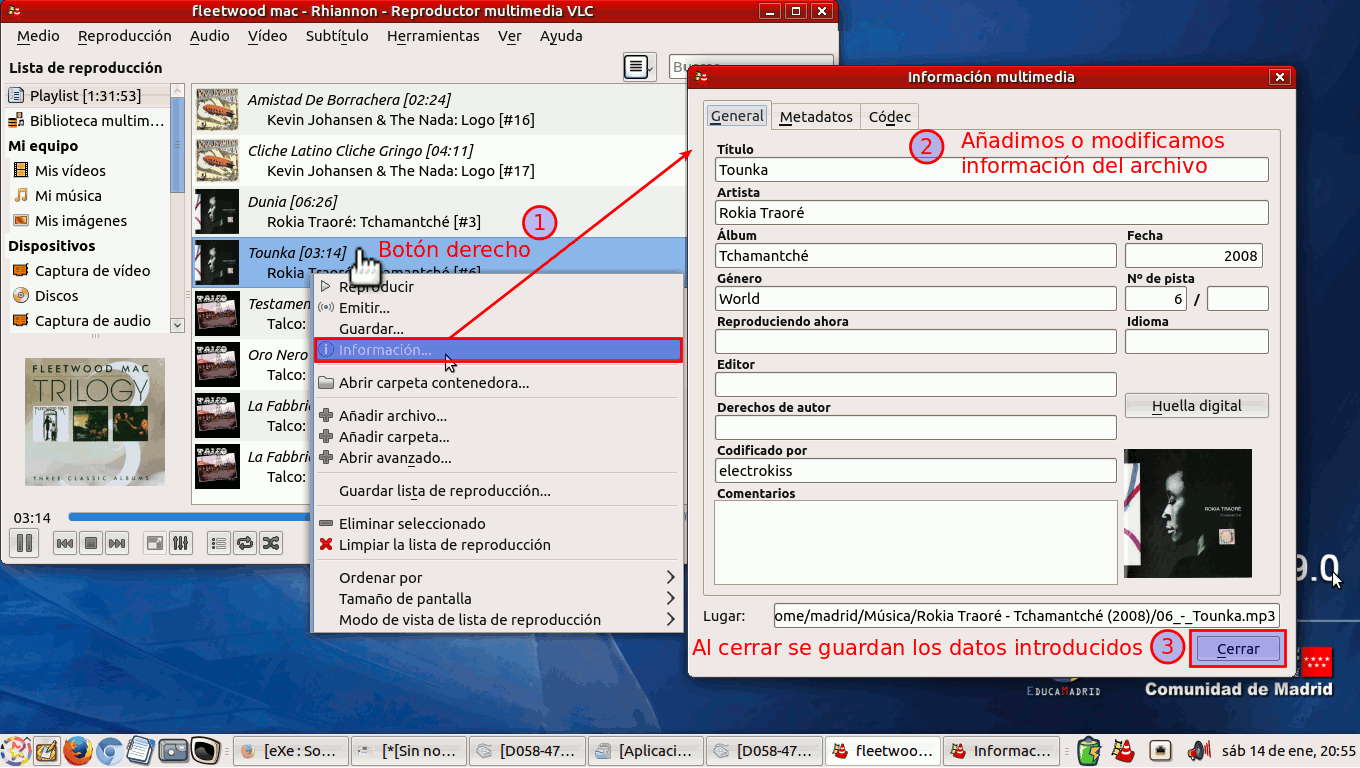 fleetwood mac - Rhiannon - Reproductor multimedia VLC
Medio Reproducción Audio Vídeo Subtítulo Herramientas Ver Ayuda
Lista de reproducción
Playlist [1:31:53]
Biblioteca multim...
Mi equipo
Mis vídeos
Mi música
Mis imágenes
Dispositivos
Captura de vídeo
Discos
Captura de audio
FLEETWOOD MAC
TRILOGY
THREE CLASSIC ALBUMS
03:14
Amistad De Borrachera [02:24]
Kevin Johansen & The Nada: Logo [#16]
Cliche Latino Cliche Gringo [04:11]
Kevin Johansen & The Nada: Logo [#17]
Dunia [06:26]
Rokia Traoré: Tchamantché [#3]
1
Tounka [03:14]
Botón derecho
Rokia Traoré: Tchamantché [#6]
Testamen
Talco:
Oro Nero
Talco:
La Fabbri
Talco:
La Fabbri
Talco:
Reproducir
Emitir...
Guardar...
Información...
Abrir carpeta contenedora...
Añadir archivo...
Añadir carpeta...
Abrir avanzado...
Guardar lista de reproducción...
Eliminar seleccionado
Limpiar la lista de reproducción
Ordenar por
Tamaño de pantalla
Modo de vista de lista de reproducción
Información multimedia
General Metadatos Códec
2 Añadimos o modificamos
información del archivo
Título
Tounka
Artista
Rokia Traoré
Álbum Fecha
Tchamantché 2008
Género Nº de pista
World 6 /
Reproduciendo ahora Idioma
Editor
Huella digital
Derechos de autor
Codificado por
electrokiss
Comentarios
ROKIA TRAORÉ
TCHAMANTCHÉ
Lugar: ome/madrid/Música/Rokia Traoré - Tchamantché (2008)/06_-_Tounka.mp3
Al cerrar se guardan los datos introducidos 3 Cerrar
9.0
EDUCAMADRID
Comunidad de Madrid
[eXe: So... [*[Sin no... [D058-47... [Aplicaci... [D058-47... fleetwoo... Informac... sáb 14 de ene, 20:55